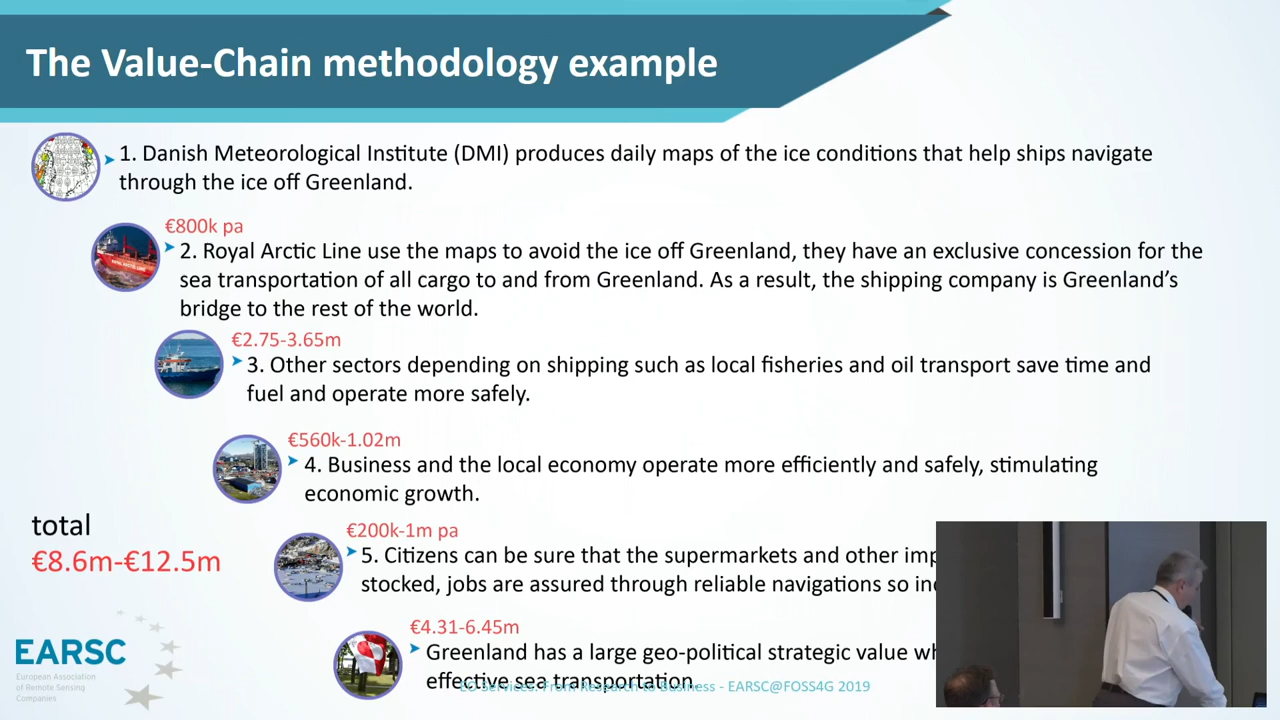 The Value-Chain methodology example
1. Danish Meteorological Institute (DMI) produces daily maps of the ice conditions that help ships navigate
through the ice off Greenland.
€800k pa
2. Royal Arctic Line use the maps to avoid the ice off Greenland, they have an exclusive concession for the
sea transportation of all cargo to and from Greenland. As a result, the shipping company is Greenland's
bridge to the rest of the world.
€2.75-3.65m
3. Other sectors depending on shipping such as local fisheries and oil transport save time and
fuel and operate more safely.
€560k-1.02m
4. Business and the local economy operate more efficiently and safely, stimulating
economic growth.
total
€8.6m-€12.5m
€200k-1m pa
5. Citizens can be sure that the supermarkets and other
stocked, jobs are assured through reliable navigations so
€4.31-6.45m
Greenland has a large geo-political strategic value
effective sea transportation.
EO Services: From Research to Business - EARSC@FOSS4G 2019
EARSC
European Association
of Remote Sensing
Companies